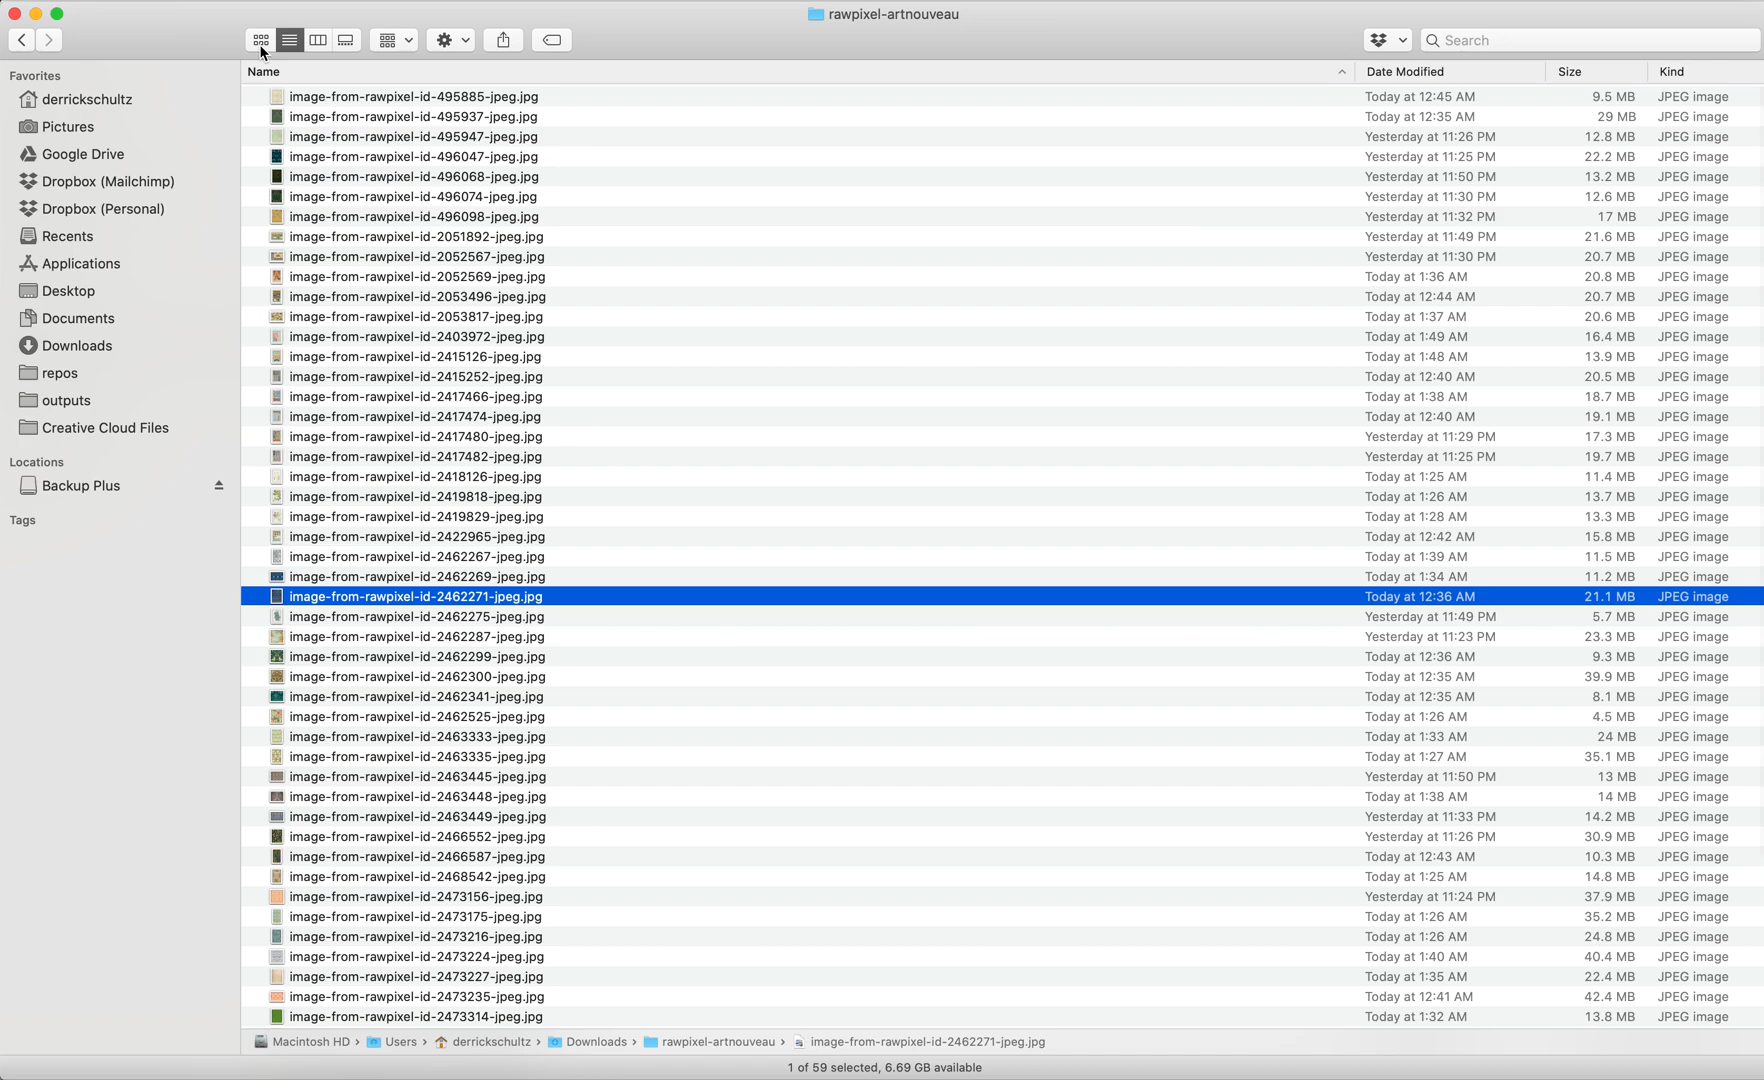 rawpixel-artnouveau
Search
Favorites
derrickschultz
Pictures
Google Drive
Dropbox (Mailchimp)
Dropbox (Personal)
Recents
Applications
Desktop
Documents
Downloads
repos
outputs
Creative Cloud Files
Locations
Backup Plus
Tags
Name Date Modified Size Kind
image-from-rawpixel-id-495885-jpeg.jpg Today at 12:45 AM 9.5 MB JPEG image
image-from-rawpixel-id-495937-jpeg.jpg Today at 12:35 AM 29 MB JPEG image
image-from-rawpixel-id-495947-jpeg.jpg Yesterday at 11:26 PM 12.8 MB JPEG image
image-from-rawpixel-id-496047-jpeg.jpg Yesterday at 11:25 PM 22.2 MB JPEG image
image-from-rawpixel-id-496068-jpeg.jpg Yesterday at 11:50 PM 13.2 MB JPEG image
image-from-rawpixel-id-496074-jpeg.jpg Yesterday at 11:30 PM 12.6 MB JPEG image
image-from-rawpixel-id-496098-jpeg.jpg Yesterday at 11:32 PM 17 MB JPEG image
image-from-rawpixel-id-2051892-jpeg.jpg Yesterday at 11:49 PM 21.6 MB JPEG image
image-from-rawpixel-id-2052567-jpeg.jpg Yesterday at 11:30 PM 20.7 MB JPEG image
image-from-rawpixel-id-2052569-jpeg.jpg Today at 1:36 AM 20.8 MB JPEG image
image-from-rawpixel-id-2053496-jpeg.jpg Today at 12:44 AM 20.7 MB JPEG image
image-from-rawpixel-id-2053817-jpeg.jpg Today at 1:37 AM 20.6 MB JPEG image
image-from-rawpixel-id-2403972-jpeg.jpg Today at 1:49 AM 16.4 MB JPEG image
image-from-rawpixel-id-2415126-jpeg.jpg Today at 1:48 AM 13.9 MB JPEG image
image-from-rawpixel-id-2415252-jpeg.jpg Today at 12:40 AM 20.5 MB JPEG image
image-from-rawpixel-id-2417466-jpeg.jpg Today at 1:38 AM 18.7 MB JPEG image
image-from-rawpixel-id-2417474-jpeg.jpg Today at 12:40 AM 19.1 MB JPEG image
image-from-rawpixel-id-2417480-jpeg.jpg Yesterday at 11:29 PM 17.3 MB JPEG image
image-from-rawpixel-id-2417482-jpeg.jpg Yesterday at 11:25 PM 19.7 MB JPEG image
image-from-rawpixel-id-2418126-jpeg.jpg Today at 1:25 AM 11.4 MB JPEG image
image-from-rawpixel-id-2419818-jpeg.jpg Today at 1:26 AM 13.7 MB JPEG image
image-from-rawpixel-id-2419829-jpeg.jpg Today at 1:28 AM 13.3 MB JPEG image
image-from-rawpixel-id-2422965-jpeg.jpg Today at 12:42 AM 15.8 MB JPEG image
image-from-rawpixel-id-2462267-jpeg.jpg Today at 1:39 AM 11.5 MB JPEG image
image-from-rawpixel-id-2462269-jpeg.jpg Today at 1:34 AM 11.2 MB JPEG image
image-from-rawpixel-id-2462271-jpeg.jpg Today at 12:36 AM 21.1 MB JPEG image
image-from-rawpixel-id-2462275-jpeg.jpg Yesterday at 11:49 PM 5.7 MB JPEG image
image-from-rawpixel-id-2462287-jpeg.jpg Yesterday at 11:23 PM 23.3 MB JPEG image
image-from-rawpixel-id-2462299-jpeg.jpg Today at 12:36 AM 9.3 MB JPEG image
image-from-rawpixel-id-2462300-jpeg.jpg Today at 12:35 AM 39.9 MB JPEG image
image-from-rawpixel-id-2462341-jpeg.jpg Today at 12:35 AM 8.1 MB JPEG image
image-from-rawpixel-id-2462525-jpeg.jpg Today at 1:26 AM 4.5 MB JPEG image
image-from-rawpixel-id-2463333-jpeg.jpg Today at 1:33 AM 24 MB JPEG image
image-from-rawpixel-id-2463335-jpeg.jpg Today at 1:27 AM 35.1 MB JPEG image
image-from-rawpixel-id-2463445-jpeg.jpg Yesterday at 11:50 PM 13 MB JPEG image
image-from-rawpixel-id-2463448-jpeg.jpg Today at 1:38 AM 14 MB JPEG image
image-from-rawpixel-id-2463449-jpeg.jpg Yesterday at 11:33 PM 14.2 MB JPEG image
image-from-rawpixel-id-2466552-jpeg.jpg Yesterday at 11:26 PM 30.9 MB JPEG image
image-from-rawpixel-id-2466587-jpeg.jpg Today at 12:43 AM 10.3 MB JPEG image
image-from-rawpixel-id-2468542-jpeg.jpg Today at 1:25 AM 14.8 MB JPEG image
image-from-rawpixel-id-2473156-jpeg.jpg Yesterday at 11:24 PM 37.9 MB JPEG image
image-from-rawpixel-id-2473175-jpeg.jpg Today at 1:26 AM 35.2 MB JPEG image
image-from-rawpixel-id-2473216-jpeg.jpg Today at 1:26 AM 24.8 MB JPEG image
image-from-rawpixel-id-2473224-jpeg.jpg Today at 1:40 AM 40.4 MB JPEG image
image-from-rawpixel-id-2473227-jpeg.jpg Today at 1:35 AM 22.4 MB JPEG image
image-from-rawpixel-id-2473235-jpeg.jpg Today at 12:41 AM 42.4 MB JPEG image
image-from-rawpixel-id-2473314-jpeg.jpg Today at 1:32 AM 13.8 MB JPEG image
Macintosh HD › Users › derrickschultz › Downloads › rawpixel-artnouveau › image-from-rawpixel-id-2462271-jpeg.jpg
1 of 59 selected, 6.69 GB available